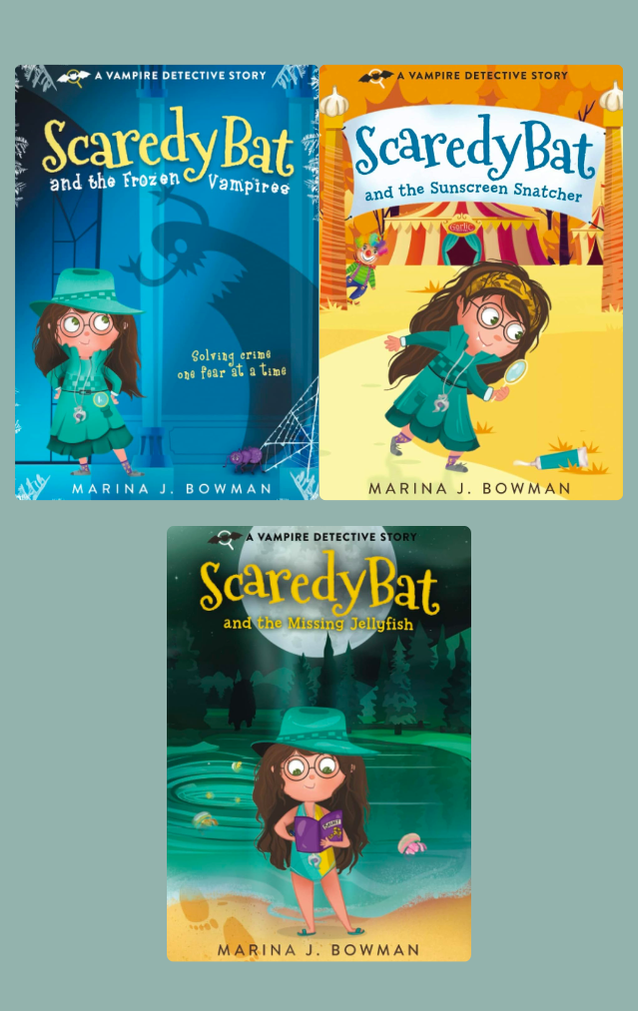 A VAMPIRE DETECTIVE STORY
ScaredyBat
and the Frozen Vampires
Solving crime
one fear at a time
MARINA J. BOWMAN
A VAMPIRE DETECTIVE STORY
ScaredyBat
and the Sunscreen Snatcher
MARINA J. BOWMAN
A VAMPIRE DETECTIVE STORY
ScaredyBat
and the Missing Jellyfish
MARINA J. BOWMAN